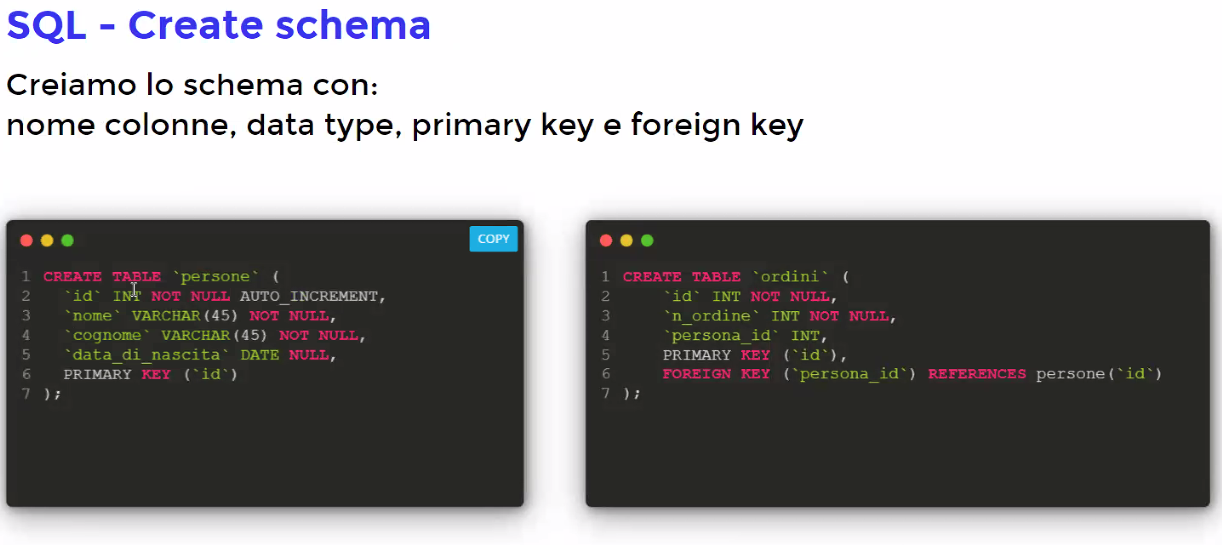 SQL - Create schema
Creiamo lo schema con:
nome colonne, data type, primary key e foreign key
COPY
1 CREATE TABLE `persone` (
2 `id` INT NOT NULL AUTO_INCREMENT,
3 `nome` VARCHAR(45) NOT NULL,
4 `cognome` VARCHAR(45) NOT NULL,
5 `data_di_nascita` DATE NULL,
6 PRIMARY KEY (`id`)
7 );
1 CREATE TABLE `ordini` (
2 `id` INT NOT NULL,
3 `n_ordine` INT NOT NULL,
4 `persona_id` INT,
5 PRIMARY KEY (`id`),
6 FOREIGN KEY (`persona_id`) REFERENCES persone(`id`)
7 );